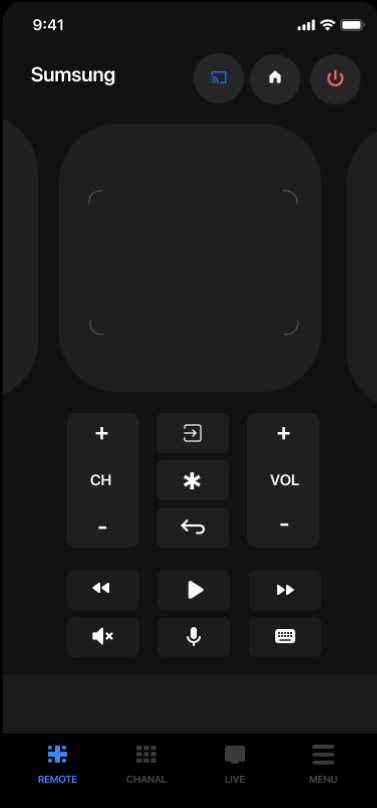 9:41
Sumsung
+ +
CH VOL
- -
REMOTE CHANAL LIVE MENU